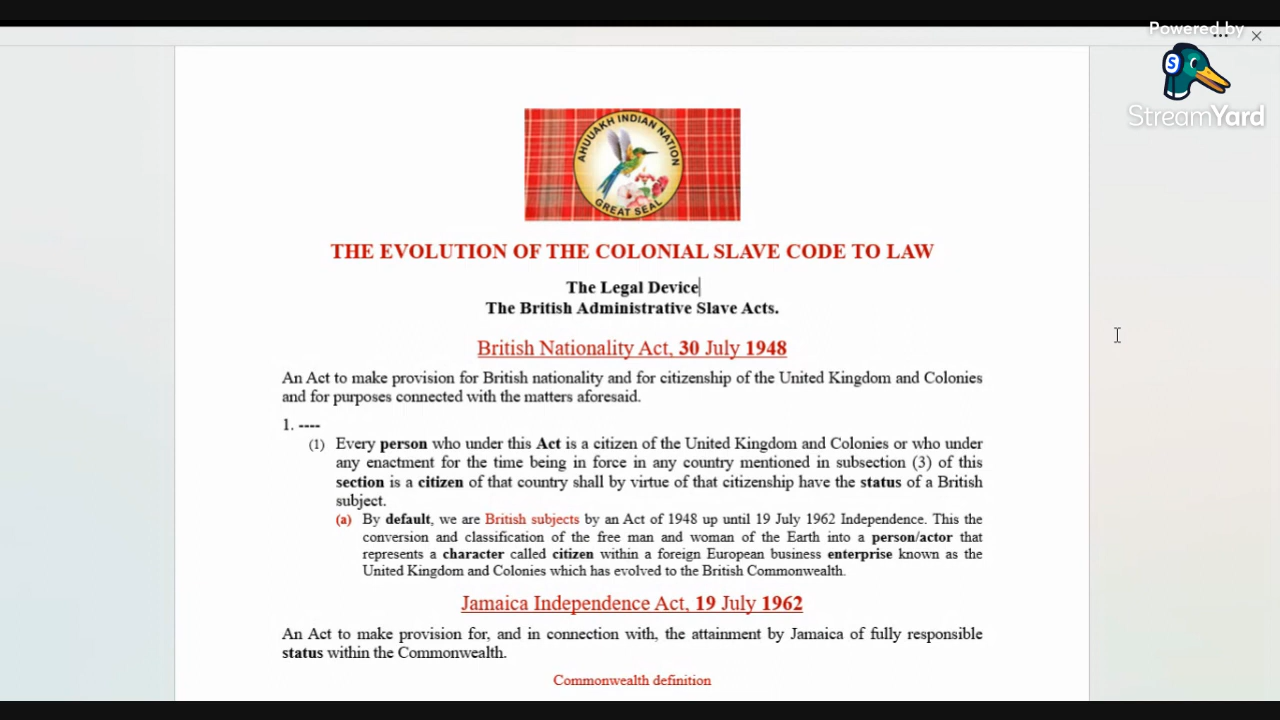 Powered by
StreamYard
AHUUAKH INDIAN NATION
GREAT SEAL
THE EVOLUTION OF THE COLONIAL SLAVE CODE TO LAW
The Legal Device
The British Administrative Slave Acts.
British Nationality Act, 30 July 1948
An Act to make provision for British nationality and for citizenship of the United Kingdom and Colonies
and for purposes connected with the matters aforesaid.
1. ----
(1) Every person who under this Act is a citizen of the United Kingdom and Colonies or who under
any enactment for the time being in force in any country mentioned in subsection (3) of this
section is a citizen of that country shall by virtue of that citizenship have the status of a British
subject.
(a) By default, we are British subjects by an Act of 1948 up until 19 July 1962 Independence. This the
conversion and classification of the free man and woman of the Earth into a person/actor that
represents a character called citizen within a foreign European business enterprise known as the
United Kingdom and Colonies which has evolved to the British Commonwealth.
Jamaica Independence Act, 19 July 1962
An Act to make provision for, and in connection with, the attainment by Jamaica of fully responsible
status within the Commonwealth.
Commonwealth definition